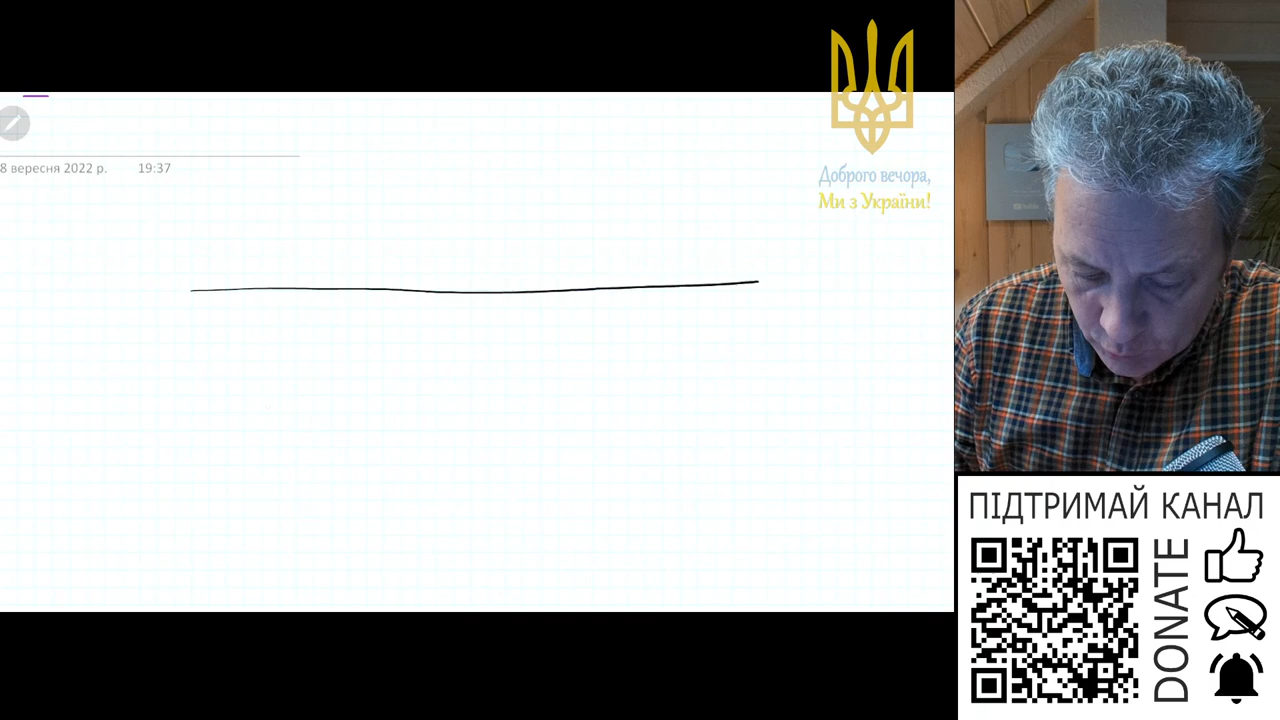 8 вересня 2022 р. 19:37
Доброго вечора,
Ми з України!
ПІДТРИМАЙ КАНАЛ
DONATE